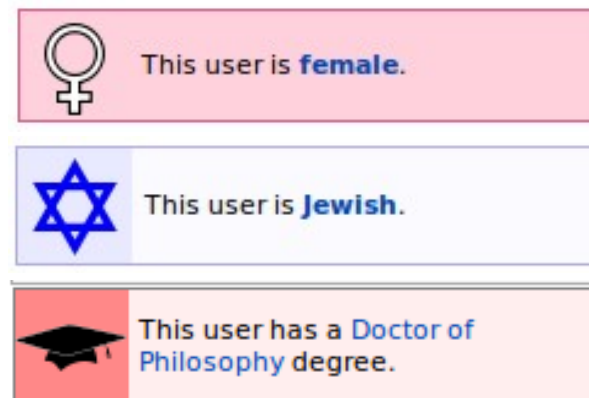 This user is female.
This user is Jewish.
This user has a Doctor of
Philosophy degree.